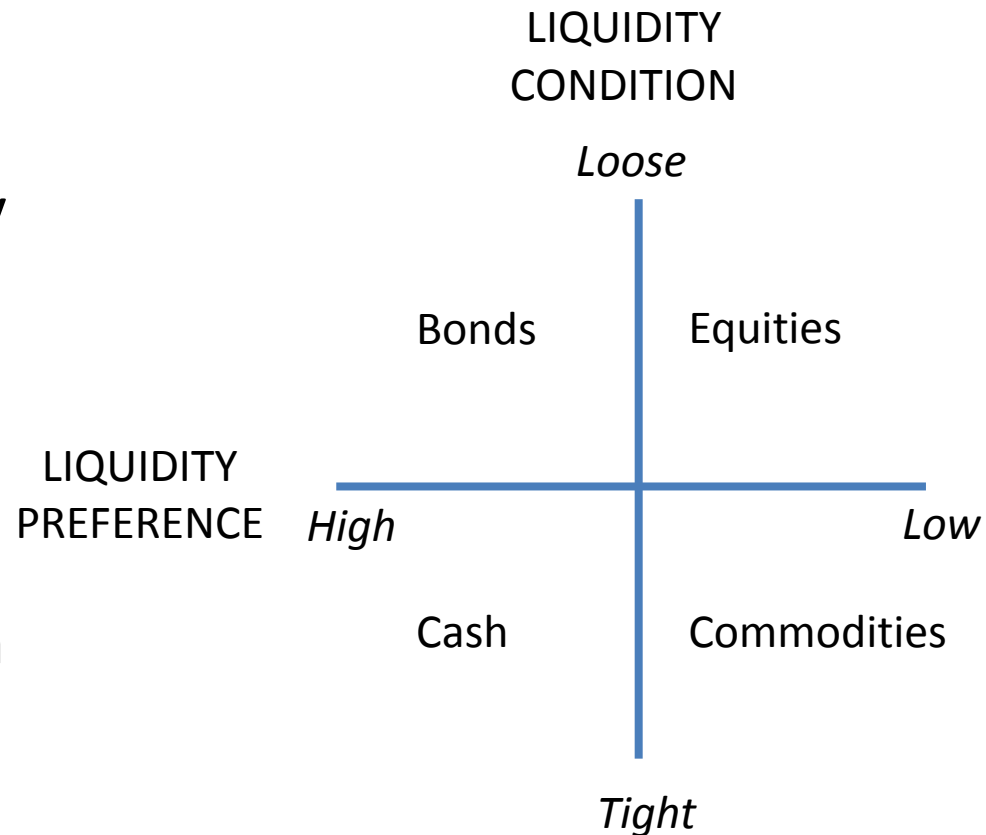 LIQUIDITY
CONDITION
Loose
Bonds Equities
LIQUIDITY
PREFERENCE High Low
Cash Commodities
Tight